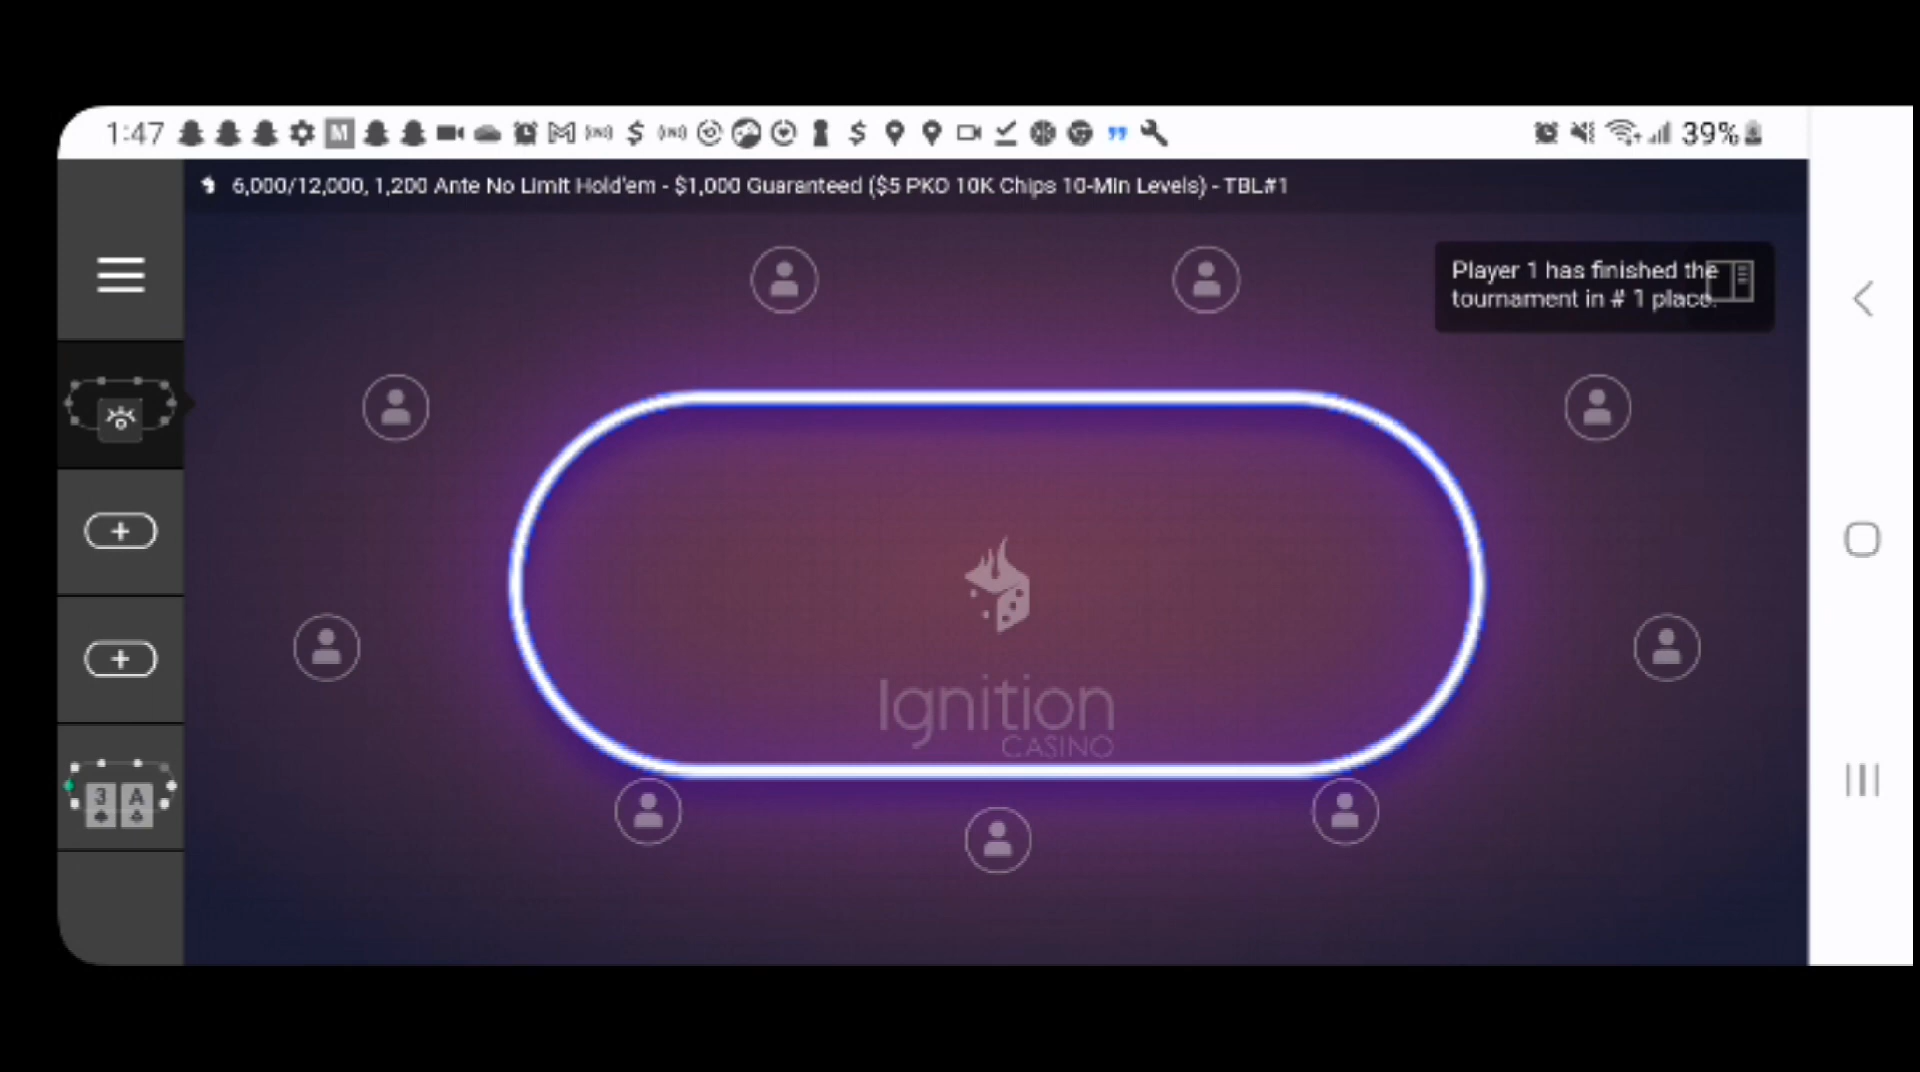 1:47
39%
6,000/12,000, 1,200 Ante No Limit Hold'em - $1,000 Guaranteed ($5 PKO 10K Chips 10-Min Levels) - TBL#1
Player 1 has finished the
tournament in # 1 place.
Ignition
CASINO
3 A